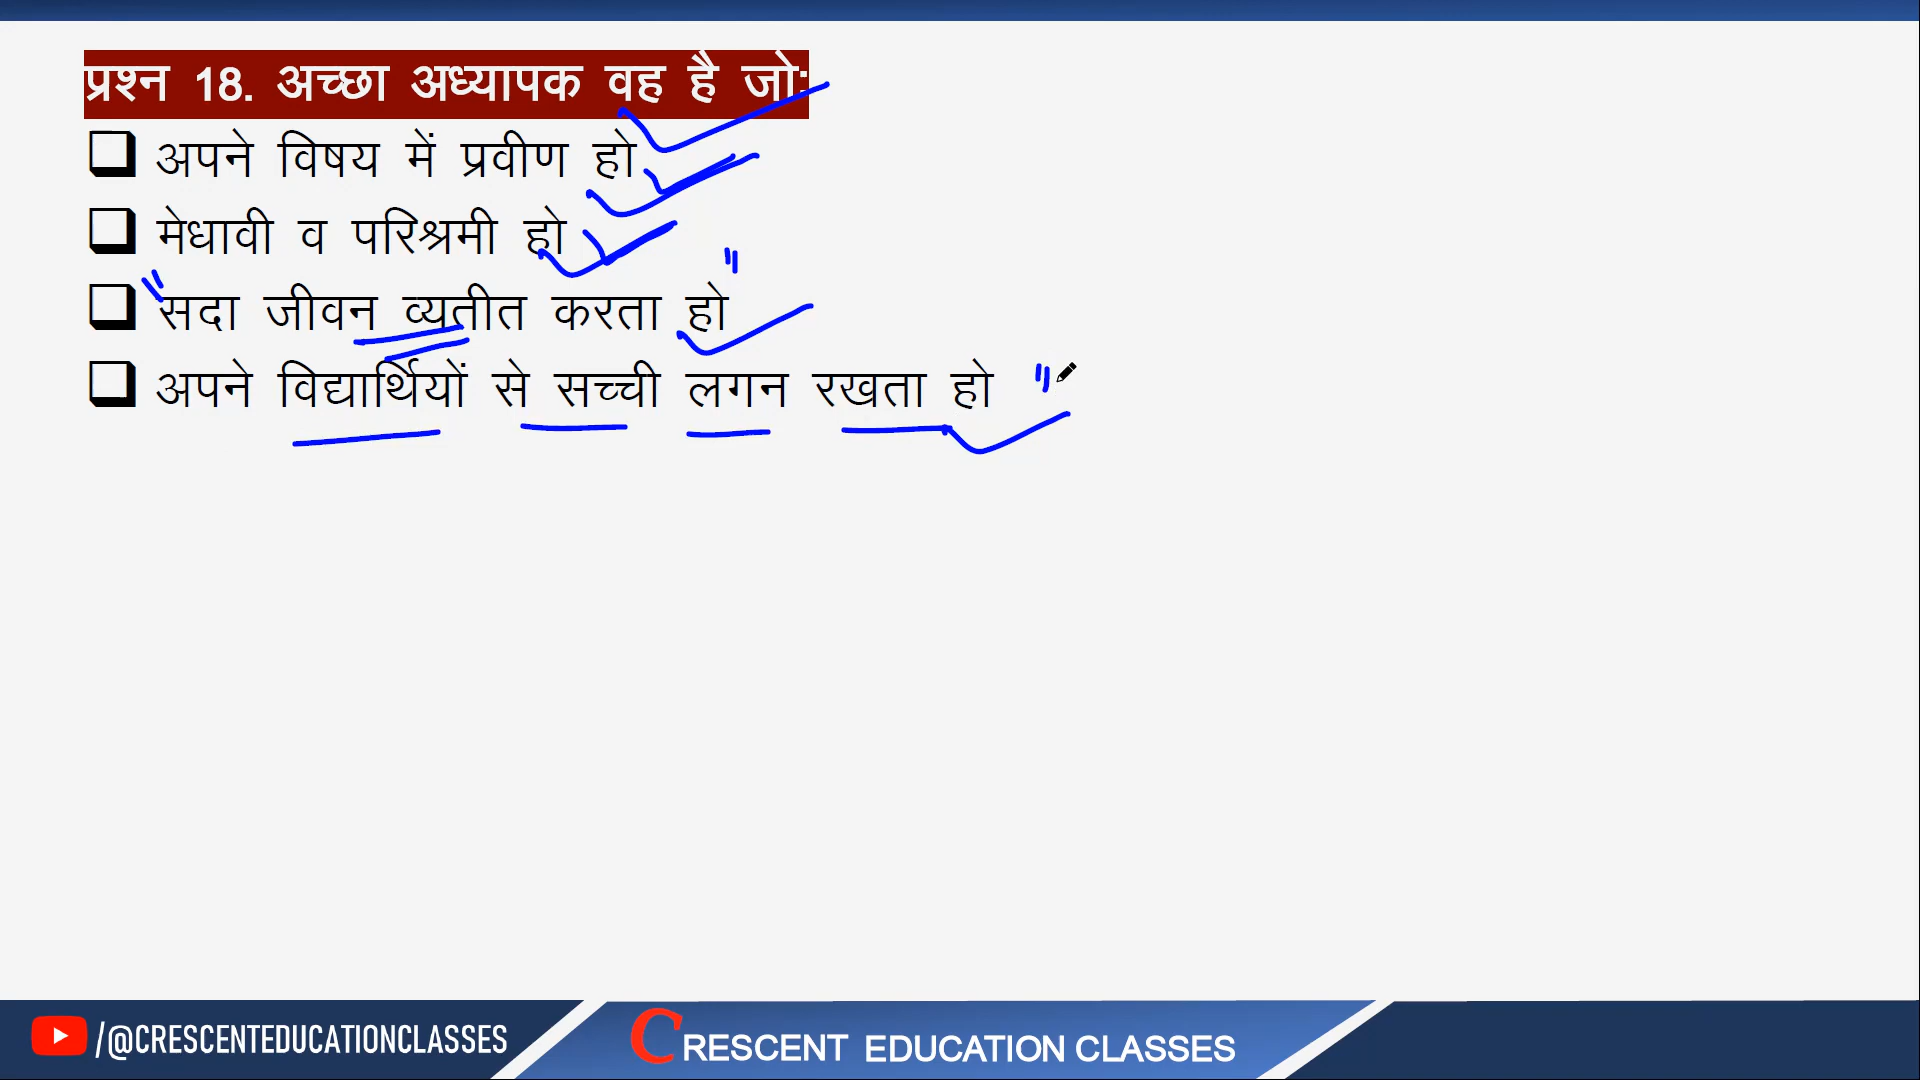 प्रश्न 18. अच्छा अध्यापक वह है जो:
अपने विषय में प्रवीण हो
मेधावी व परिश्रमी हो
सदा जीवन व्यतीत करता हो
अपने विद्यार्थियों से सच्ची लगन रखता हो
/@CRESCENTEDUCATIONCLASSES
CRESCENT EDUCATION CLASSES